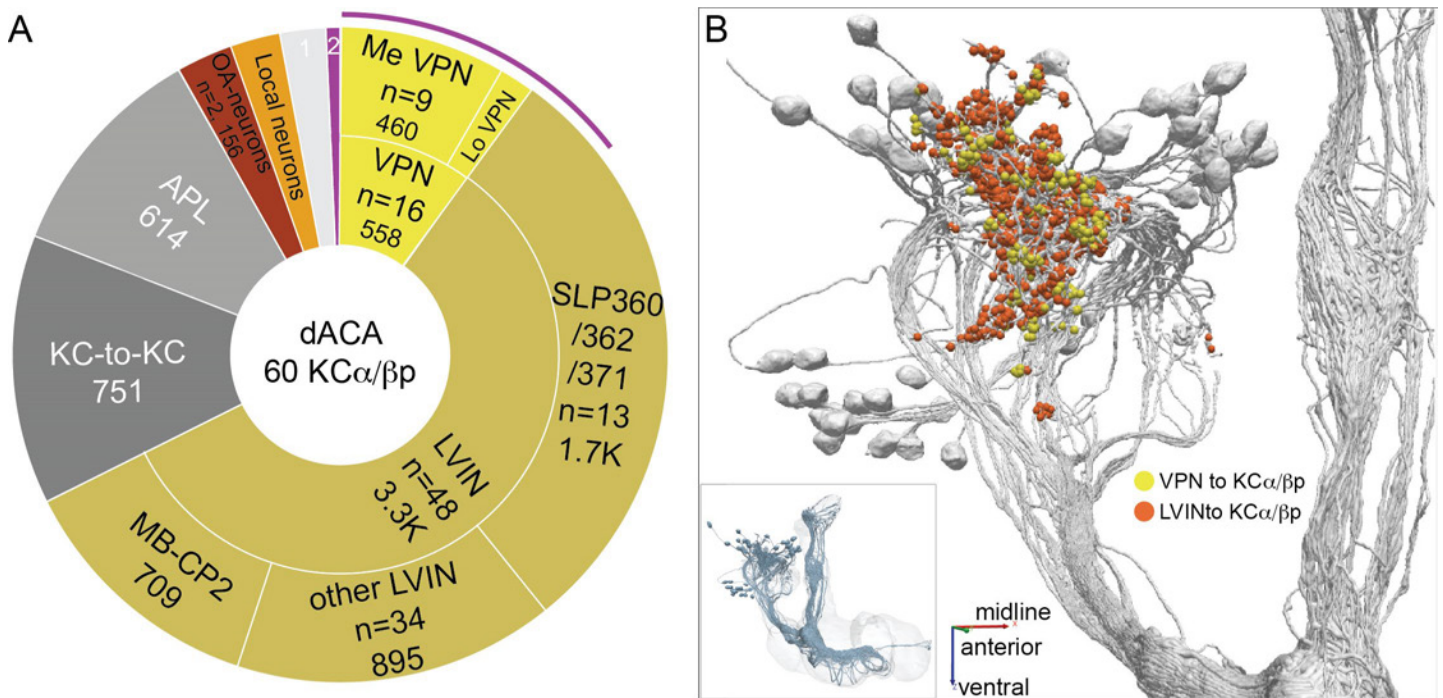 A
1
2
Me VPN
n=9
460
Lo VPN
VPN
n=16
558
OA-neurons
n=2, 156
Local neurons
APL
614
KC-to-KC
751
dACA
60 KCα/βp
SLP360
/362
/371
n=13
1.7K
LVIN
n=48
3.3K
MB-CP2
709
other LVIN
n=34
895
B
VPN to KCα/βp
LVINto KCα/βp
midline
x
anterior
z
ventral